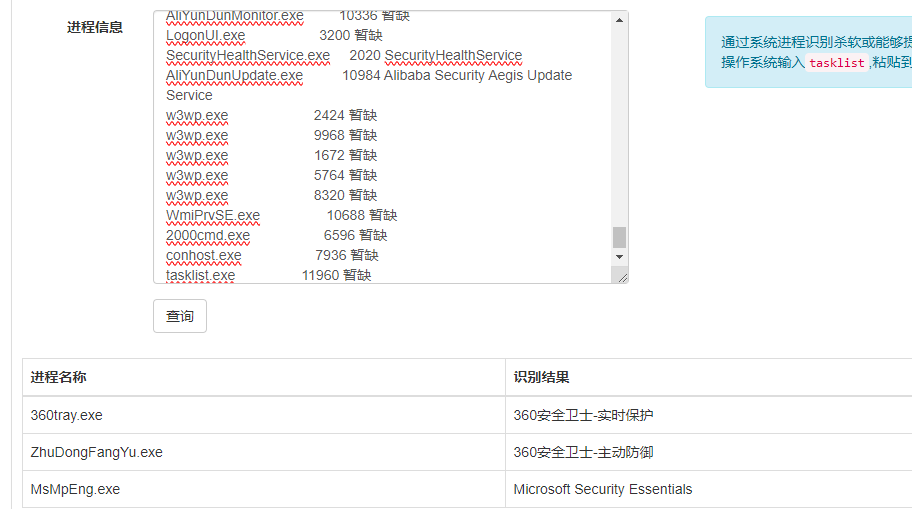 进程信息
AliYunDunMonitor.exe 10336 暂缺
LogonUI.exe 3200 暂缺
SecurityHealthService.exe 2020 SecurityHealthService
AliYunDunUpdate.exe 10984 Alibaba Security Aegis Update
Service
w3wp.exe 2424 暂缺
w3wp.exe 9968 暂缺
w3wp.exe 1672 暂缺
w3wp.exe 5764 暂缺
w3wp.exe 8320 暂缺
WmiPrvSE.exe 10688 暂缺
2000cmd.exe 6596 暂缺
conhost.exe 7936 暂缺
tasklist.exe 11960 暂缺
通过系统进程识别杀软或能够提
操作系统输入 tasklist ,粘贴到
查询
进程名称 识别结果
360tray.exe 360安全卫士-实时保护
ZhuDongFangYu.exe 360安全卫士-主动防御
MsMpEng.exe Microsoft Security Essentials